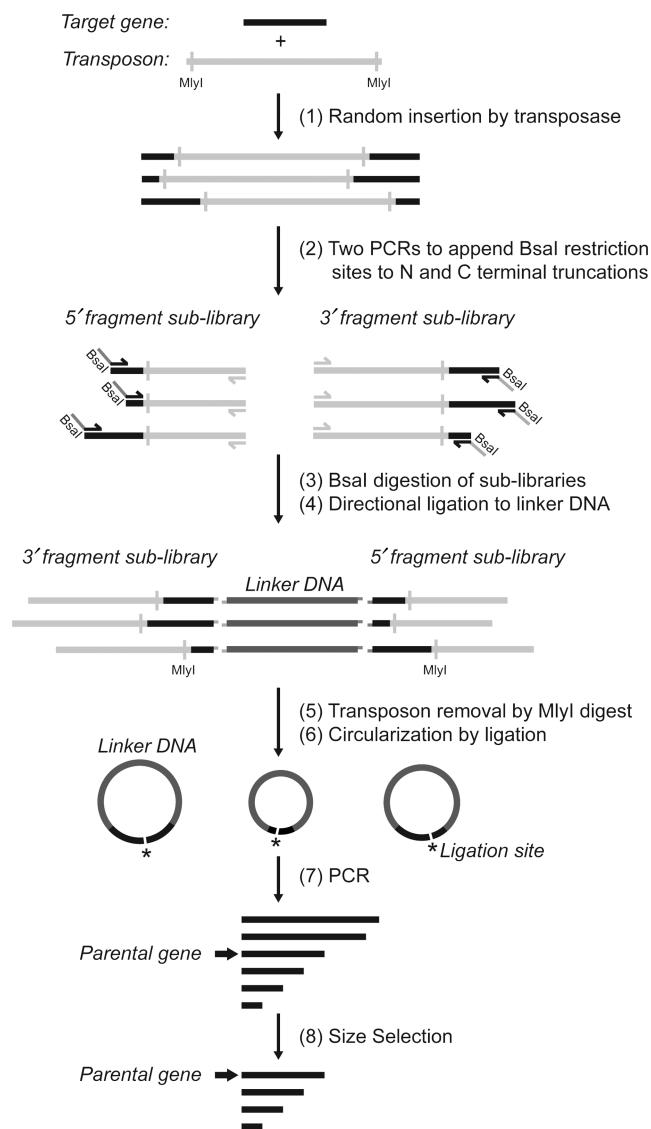 Target gene:
+
Transposon:
MlyI MlyI
(1) Random insertion by transposase
(2) Two PCRs to append BsaI restriction
sites to N and C terminal truncations
5′ fragment sub-library 3′ fragment sub-library
BsaI BsaI
BsaI BsaI
BsaI BsaI
(3) BsaI digestion of sub-libraries
(4) Directional ligation to linker DNA
3′ fragment sub-library 5′ fragment sub-library
Linker DNA
MlyI MlyI
(5) Transposon removal by MlyI digest
(6) Circularization by ligation
Linker DNA
* * *Ligation site
(7) PCR
Parental gene
(8) Size Selection
Parental gene